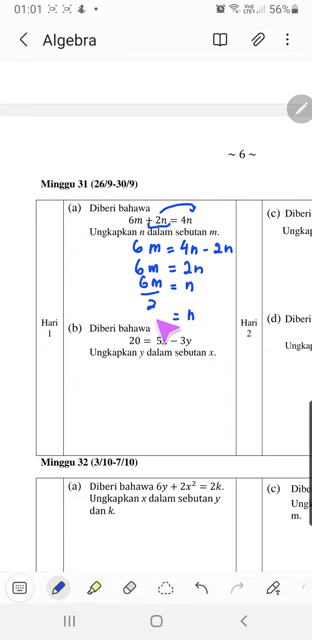 01:01
56%
Algebra
~ 6 ~
Minggu 31 (26/9-30/9)
Hari
1
(a) Diberi bahawa
6m + 2n = 4n
Ungkapkan n dalam sebutan m.
6m = 4n - 2n
6m = 2n
6m
2
= n
= n
(b) Diberi bahawa
20 = 5x − 3y
Ungkapkan y dalam sebutan x.
Hari
2
(c) Diberi
(d) Diberi
Minggu 32 (3/10-7/10)
(a) Diberi bahawa 6y + 2x² = 2k.
Ungkapkan x dalam sebutan y
dan k.
(c) Dibe
Ung
m.